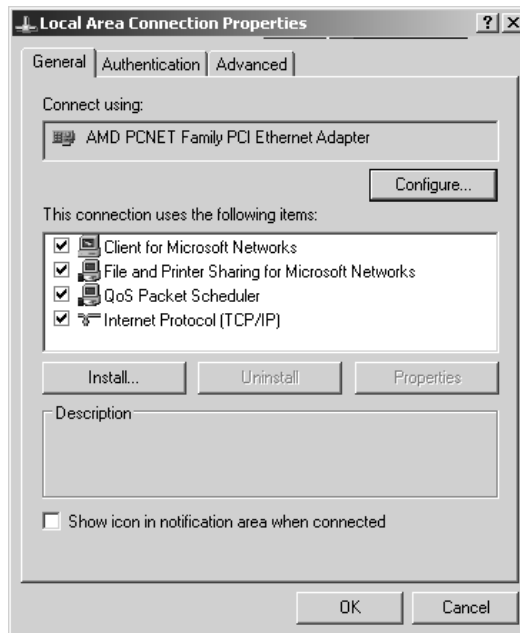 Local Area Connection Properties
General Authentication Advanced
Connect using:
AMD PCNET Family PCI Ethernet Adapter
Configure...
This connection uses the following items:
Client for Microsoft Networks
File and Printer Sharing for Microsoft Networks
QoS Packet Scheduler
Internet Protocol (TCP/IP)
Install... Uninstall Properties
Description
Show icon in notification area when connected
OK Cancel